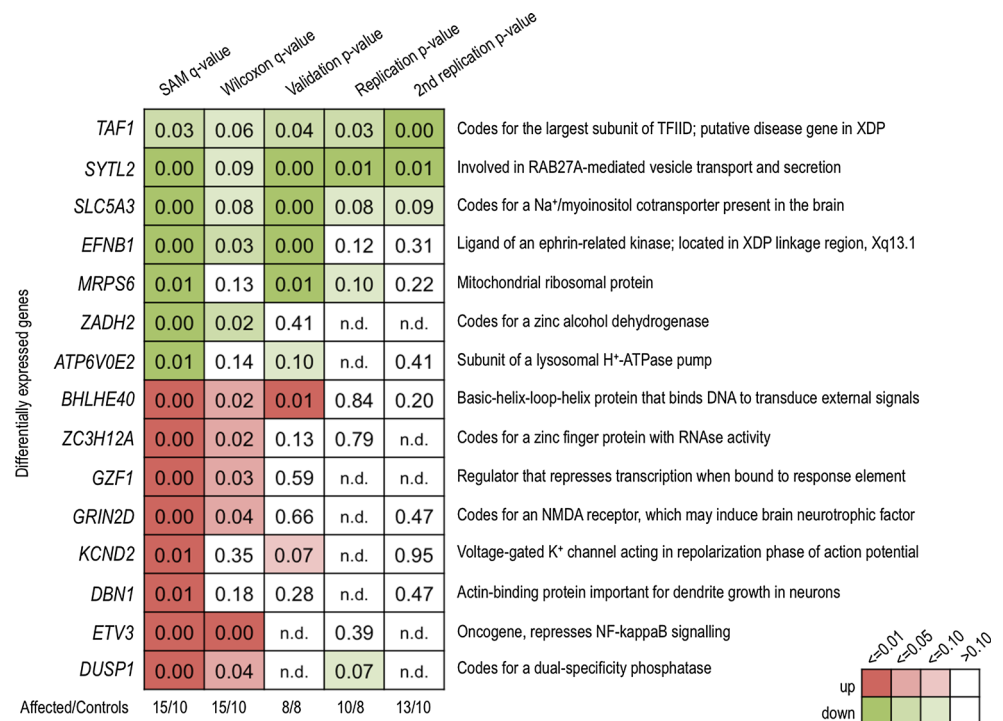 SAM q-value Wilcoxon q-value Validation p-value Replication p-value 2nd replication p-value
Differentially expressed genes
TAF1 0.03 0.06 0.04 0.03 0.00 Codes for the largest subunit of TFIID; putative disease gene in XDP
SYTL2 0.00 0.09 0.00 0.01 0.01 Involved in RAB27A-mediated vesicle transport and secretion
SLC5A3 0.00 0.08 0.00 0.08 0.09 Codes for a Na⁺/myoinositol cotransporter present in the brain
EFNB1 0.00 0.03 0.00 0.12 0.31 Ligand of an ephrin-related kinase; located in XDP linkage region, Xq13.1
MRPS6 0.01 0.13 0.01 0.10 0.22 Mitochondrial ribosomal protein
ZADH2 0.00 0.02 0.41 n.d. n.d. Codes for a zinc alcohol dehydrogenase
ATP6V0E2 0.01 0.14 0.10 n.d. 0.41 Subunit of a lysosomal H⁺-ATPase pump
BHLHE40 0.00 0.02 0.01 0.84 0.20 Basic-helix-loop-helix protein that binds DNA to transduce external signals
ZC3H12A 0.00 0.02 0.13 0.79 n.d. Codes for a zinc finger protein with RNAse activity
GZF1 0.00 0.03 0.59 n.d. n.d. Regulator that represses transcription when bound to response element
GRIN2D 0.00 0.04 0.66 n.d. 0.47 Codes for an NMDA receptor, which may induce brain neurotrophic factor
KCND2 0.01 0.35 0.07 n.d. 0.95 Voltage-gated K⁺ channel acting in repolarization phase of action potential
DBN1 0.01 0.18 0.28 n.d. 0.47 Actin-binding protein important for dendrite growth in neurons
ETV3 0.00 0.00 n.d. 0.39 n.d. Oncogene, represses NF-kappaB signalling
DUSP1 0.00 0.04 n.d. 0.07 n.d. Codes for a dual-specificity phosphatase
Affected/Controls 15/10 15/10 8/8 10/8 13/10
<=0.01 <=0.05 <=0.10 >0.10
up
down